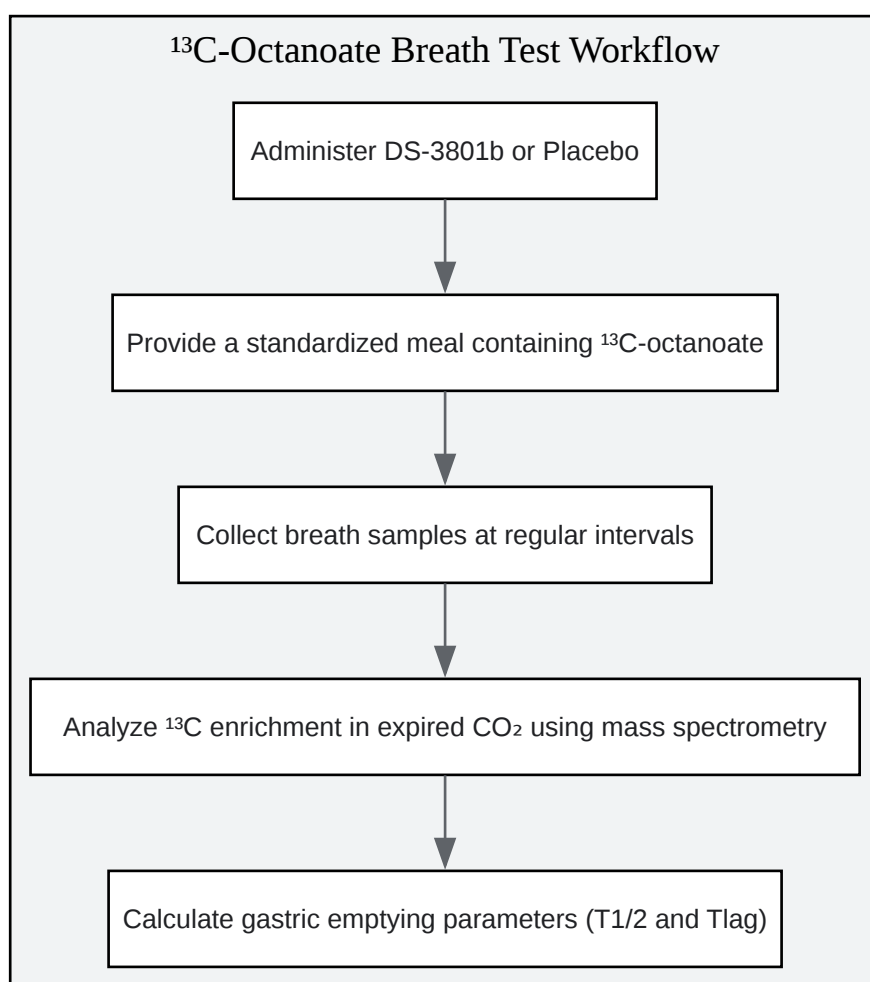 ¹³C-Octanoate Breath Test Workflow
Administer DS-3801b or Placebo
Provide a standardized meal containing ¹³C-octanoate
Collect breath samples at regular intervals
Analyze ¹³C enrichment in expired CO₂ using mass spectrometry
Calculate gastric emptying parameters (T1/2 and Tlag)